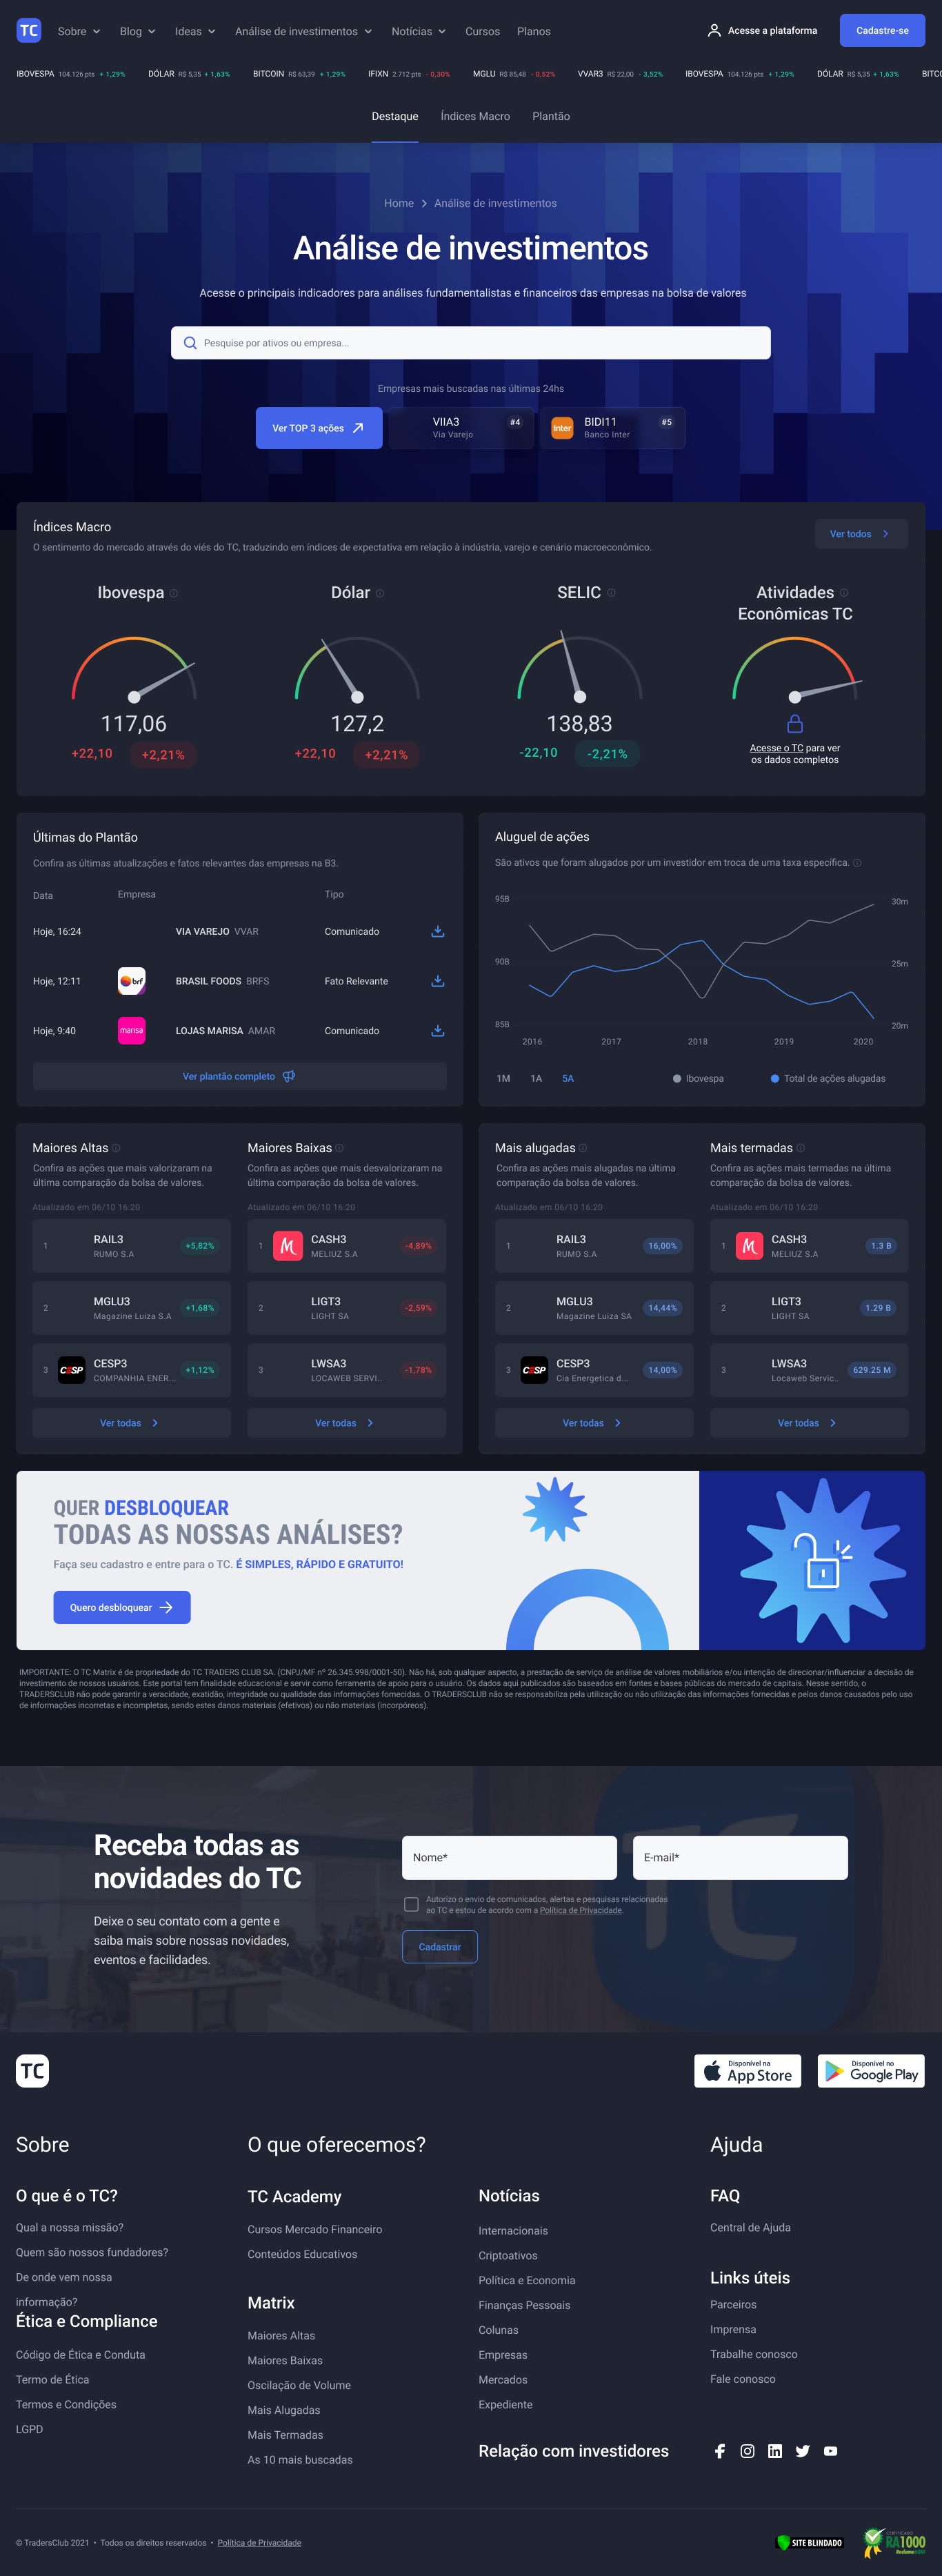 TC Sobre Blog Ideas Análise de investimentos Notícias Cursos Planos Acesse a plataforma Cadastre-se
IBOVESPA 104.126 pts + 1,29% DÓLAR R$ 5,35 + 1,63% BITCOIN R$ 63,39 + 1,29% IFIXN 2.712 pts - 0,30% MGLU R$ 85,48 - 0,52% VVAR3 R$ 22,00 - 3,52% IBOVESPA 104.126 pts + 1,29% DÓLAR R$ 5,35 + 1,63% BITCO
Destaque Índices Macro Plantão
Home Análise de investimentos
Análise de investimentos
Acesse o principais indicadores para análises fundamentalistas e financeiros das empresas na bolsa de valores
Pesquise por ativos ou empresa...
Empresas mais buscadas nas últimas 24hs
Ver TOP 3 ações
VIIA3 #4
Via Varejo
inter BIDI11 #5
Banco Inter
Índices Macro
O sentimento do mercado através do viés do TC, traduzindo em índices de expectativa em relação à indústria, varejo e cenário macroeconômico.
Ver todos
Ibovespa
117,06
+22,10 +2,21%
Dólar
127,2
+22,10 +2,21%
SELIC
138,83
-22,10 -2,21%
Atividades
Econômicas TC
Acesse o TC para ver
os dados completos
Últimas do Plantão
Confira as últimas atualizações e fatos relevantes das empresas na B3.
Data Empresa Tipo
Hoje, 16:24 VIA VAREJO VVAR Comunicado
Hoje, 12:11 brf BRASIL FOODS BRFS Fato Relevante
Hoje, 9:40 marisa LOJAS MARISA AMAR Comunicado
Ver plantão completo
Aluguel de ações
São ativos que foram alugados por um investidor em troca de uma taxa específica.
95B 30m
90B 25m
85B 20m
2016 2017 2018 2019 2020
1M 1A 5A Ibovespa Total de ações alugadas
Maiores Altas
Confira as ações que mais valorizaram na
última comparação da bolsa de valores.
Atualizado em 06/10 16:20
1 RAIL3 +5,82%
RUMO S.A
2 MGLU3 +1,68%
Magazine Luiza S.A
3 CESP CESP3 +1,12%
COMPANHIA ENER...
Ver todas
Maiores Baixas
Confira as ações que mais desvalorizaram na
última comparação da bolsa de valores.
Atualizado em 06/10 16:20
1 CASH3 -4,89%
MELIUZ S.A
2 LIGT3 -2,59%
LIGHT SA
3 LWSA3 -1,78%
LOCAWEB SERVI..
Ver todas
Mais alugadas
Confira as ações mais alugadas na última
comparação da bolsa de valores.
Atualizado em 06/10 16:20
1 RAIL3 16,00%
RUMO S.A
2 MGLU3 14,44%
Magazine Luiza SA
3 CESP CESP3 14,00%
Cia Energetica d...
Ver todas
Mais termadas
Confira as ações mais termadas na última
comparação da bolsa de valores.
Atualizado em 06/10 16:20
1 CASH3 1.3 B
MELIUZ S.A
2 LIGT3 1.29 B
LIGHT SA
3 LWSA3 629.25 M
Locaweb Servic..
Ver todas
QUER DESBLOQUEAR
TODAS AS NOSSAS ANÁLISES?
Faça seu cadastro e entre para o TC. É SIMPLES, RÁPIDO E GRATUITO!
Quero desbloquear
IMPORTANTE: O TC Matrix é de propriedade do TC TRADERS CLUB SA. (CNPJ/MF nº 26.345.998/0001-50). Não há, sob qualquer aspecto, a prestação de serviço de análise de valores mobiliários e/ou intenção de direcionar/influenciar a decisão de
investimento de nossos usuários. Este portal tem finalidade educacional e servir como ferramenta de apoio para o usuário. Os dados aqui publicados são baseados em fontes e bases públicas do mercado de capitais. Nesse sentido, o
TRADERSCLUB não pode garantir a veracidade, exatidão, integridade ou qualidade das informações fornecidas. O TRADERSCLUB não se responsabiliza pela utilização ou não utilização das informações fornecidas e pelos danos causados pelo uso
de informações incorretas e incompletas, sendo estes danos materiais (efetivos) ou não materiais (incorpóreos).
Receba todas as
novidades do TC
Deixe o seu contato com a gente e
saiba mais sobre nossas novidades,
eventos e facilidades.
Nome* E-mail*
Autorizo o envio de comunicados, alertas e pesquisas relacionadas
ao TC e estou de acordo com a Política de Privacidade.
Cadastrar
TC
Disponível na
App Store
Disponível no
Google Play
Sobre
O que é o TC?
Qual a nossa missão?
Quem são nossos fundadores?
De onde vem nossa
informação?
Ética e Compliance
Código de Ética e Conduta
Termo de Ética
Termos e Condições
LGPD
O que oferecemos?
TC Academy
Cursos Mercado Financeiro
Conteúdos Educativos
Matrix
Maiores Altas
Maiores Baixas
Oscilação de Volume
Mais Alugadas
Mais Termadas
As 10 mais buscadas
Notícias
Internacionais
Criptoativos
Política e Economia
Finanças Pessoais
Colunas
Empresas
Mercados
Expediente
Relação com investidores
Ajuda
FAQ
Central de Ajuda
Links úteis
Parceiros
Imprensa
Trabalhe conosco
Fale conosco
© TradersClub 2021 • Todos os direitos reservados • Política de Privacidade
SITE BLINDADO
RA1000